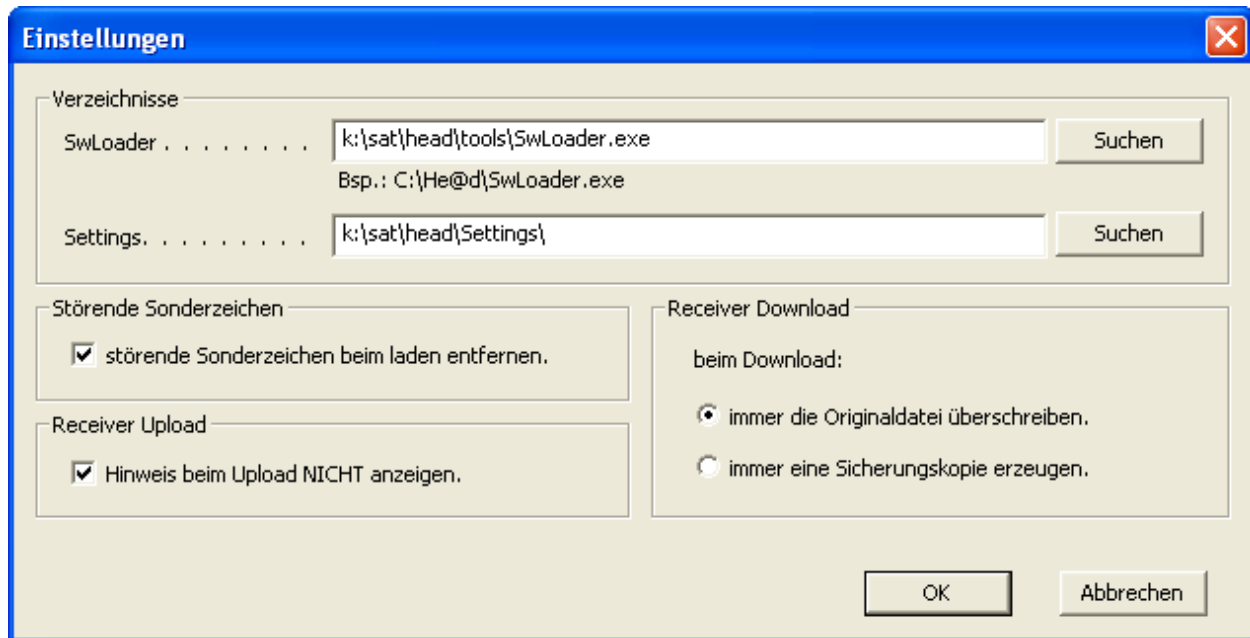 Einstellungen
Verzeichnisse
SwLoader . . . . . . . . k:\sat\head\tools\SwLoader.exe Suchen
Bsp.: C:\He@d\SwLoader.exe
Settings. . . . . . . . . k:\sat\head\Settings\ Suchen
Störende Sonderzeichen
störende Sonderzeichen beim laden entfernen.
Receiver Upload
Hinweis beim Upload NICHT anzeigen.
Receiver Download
beim Download:
immer die Originaldatei überschreiben.
immer eine Sicherungskopie erzeugen.
OK Abbrechen